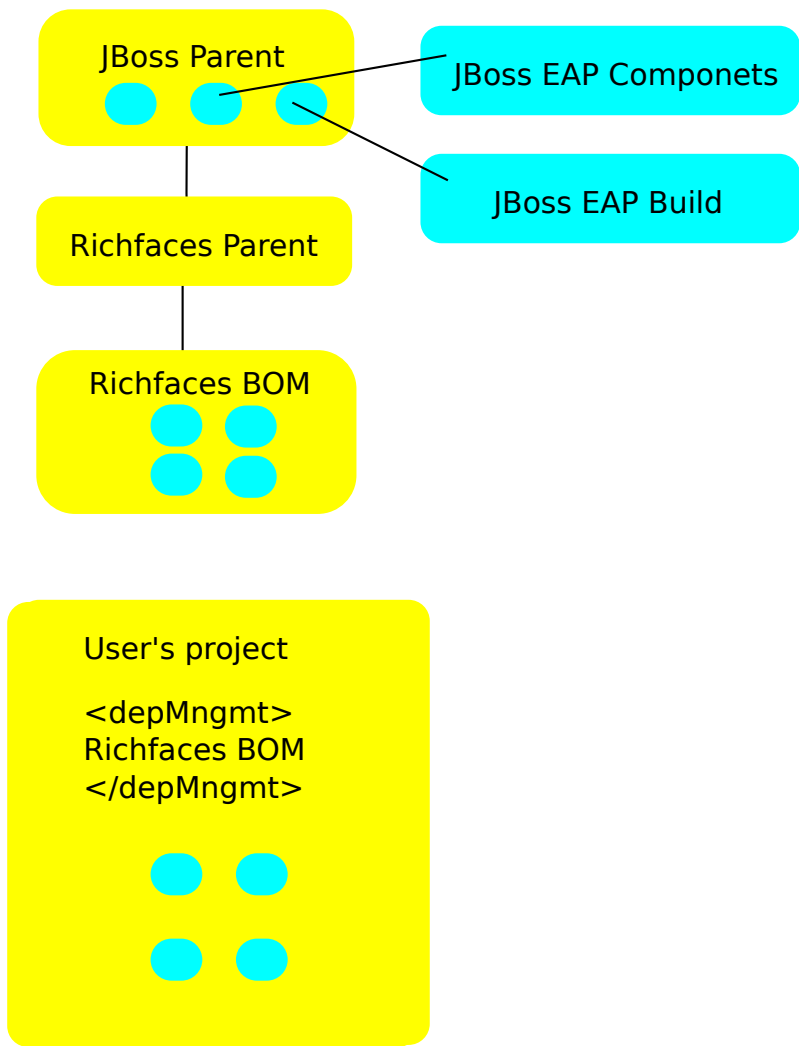 JBoss Parent
JBoss EAP Componets
JBoss EAP Build
Richfaces Parent
Richfaces BOM
User's project
<depMngmt>
Richfaces BOM
</depMngmt>